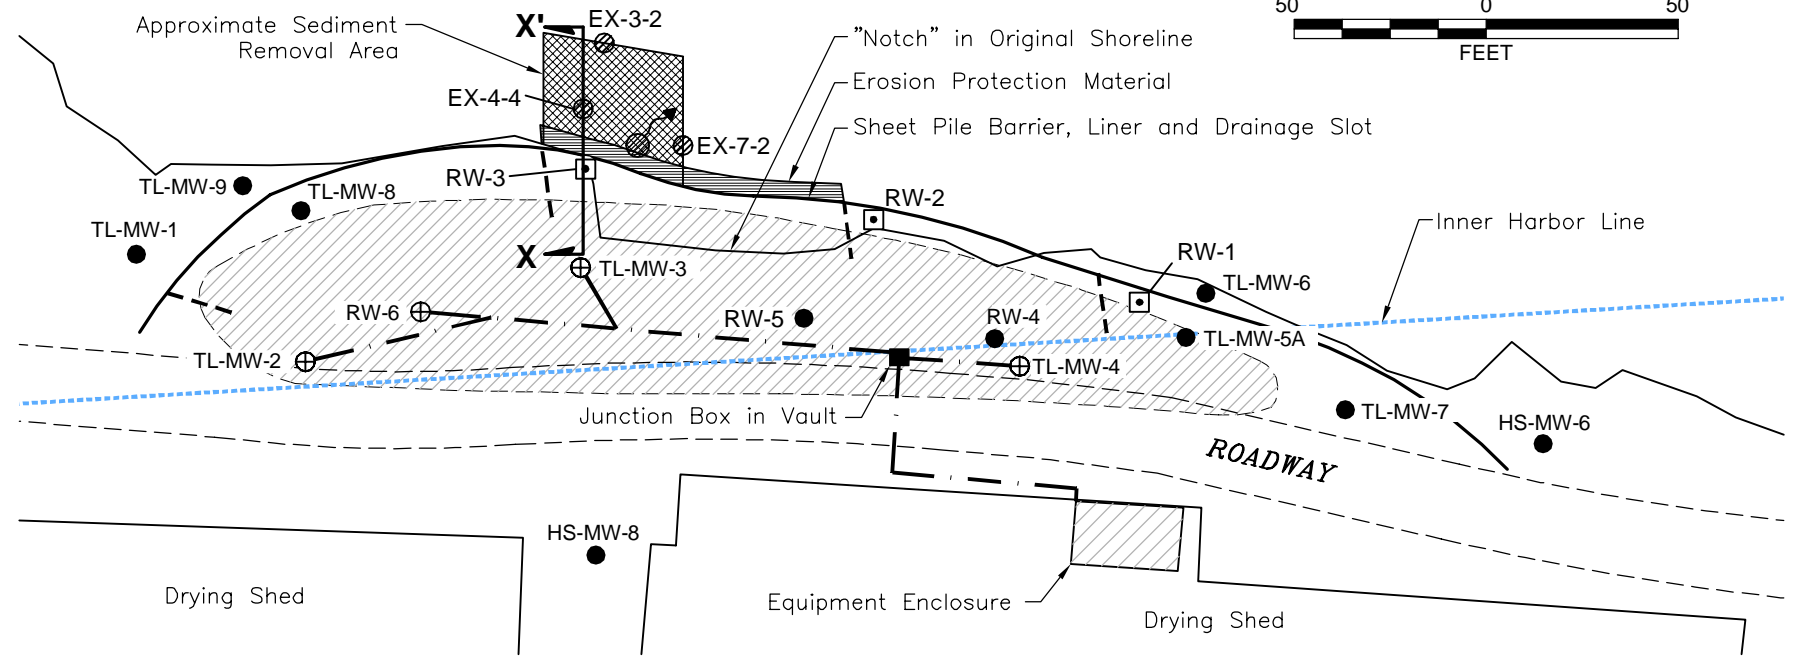 50 0 50
FEET
Approximate Sediment
Removal Area
X'
EX-3-2
"Notch" in Original Shoreline
Erosion Protection Material
EX-4-4
Sheet Pile Barrier, Liner and Drainage Slot
EX-7-2
TL-MW-9
RW-3
TL-MW-8
RW-2
TL-MW-1
Inner Harbor Line
RW-1
X
TL-MW-3
TL-MW-6
RW-6
RW-5
RW-4
TL-MW-5A
TL-MW-2
TL-MW-4
Junction Box in Vault
TL-MW-7
HS-MW-6
ROADWAY
HS-MW-8
Drying Shed
Equipment Enclosure
Drying Shed